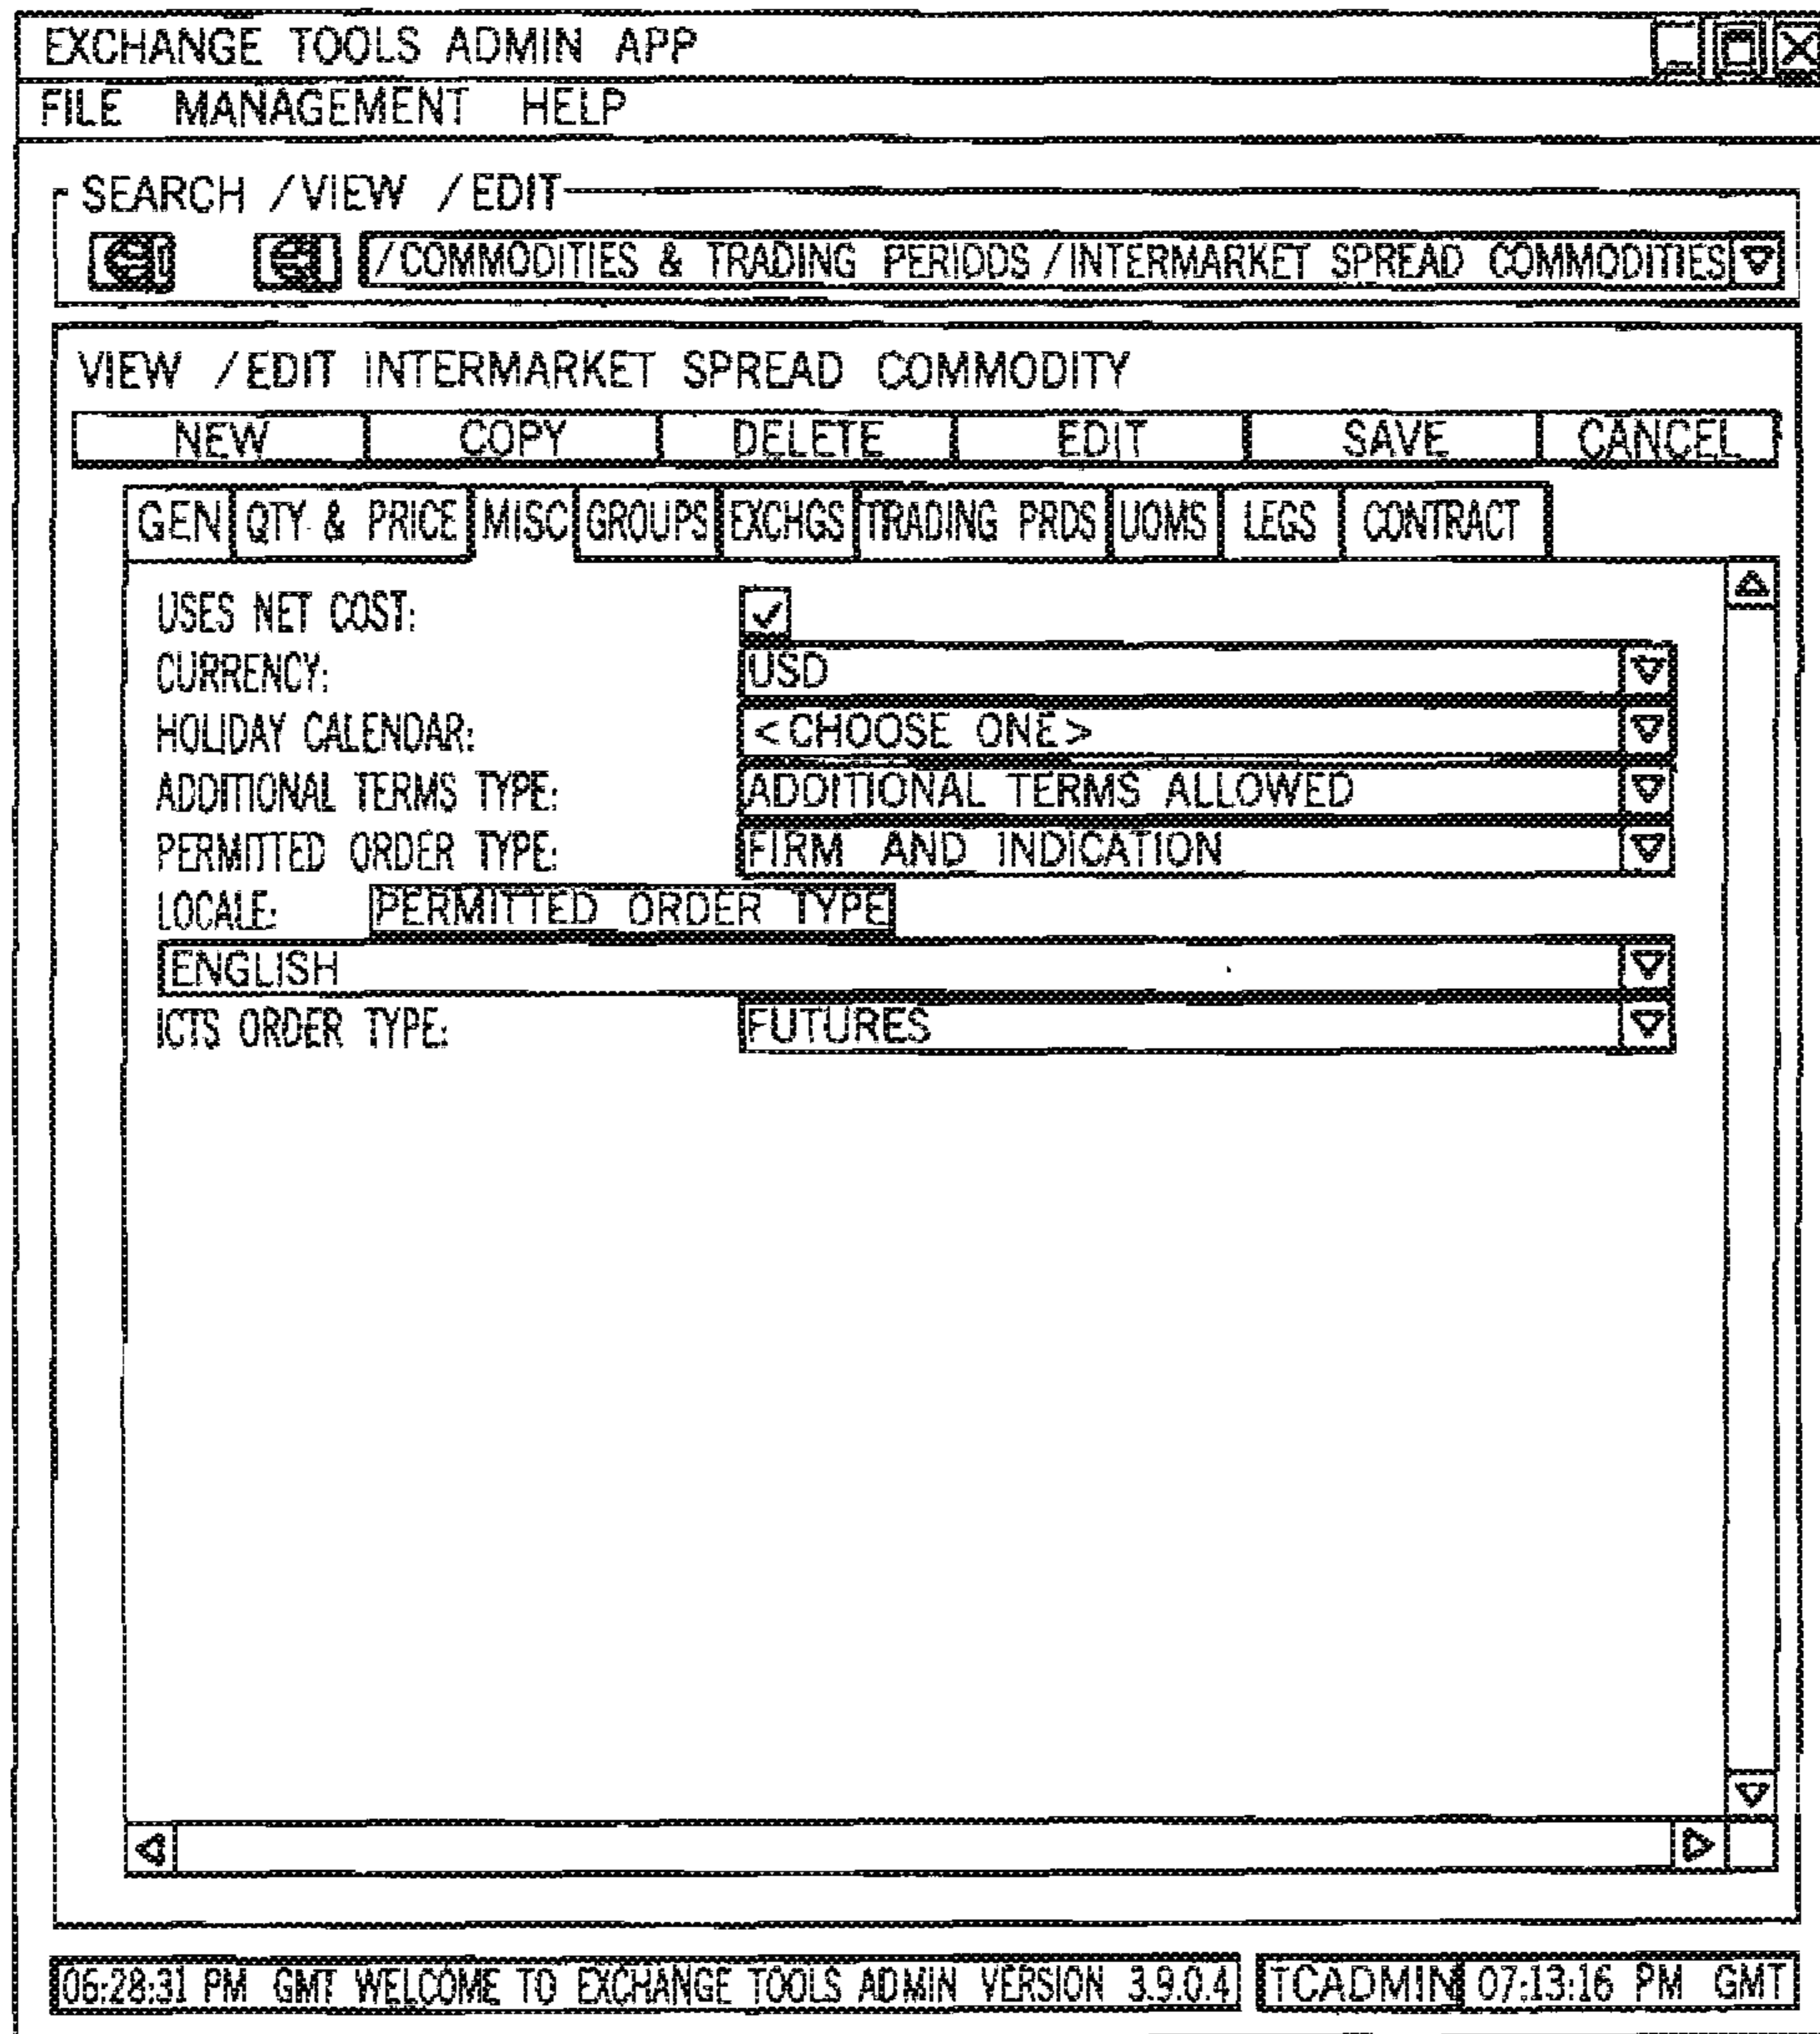 EXCHANGE TOOLS ADMIN APP
FILE MANAGEMENT HELP
SEARCH /VIEW /EDIT
/COMMODITIES & TRADING PERIODS /INTERMARKET SPREAD COMMODITIES
VIEW /EDIT INTERMARKET SPREAD COMMODITY
NEW COPY DELETE EDIT SAVE CANCEL
GEN QTY & PRICE MISC GROUPS EXCHGS TRADING PRDS UOMS LEGS CONTRACT
USES NET COST:
CURRENCY: USD
HOLIDAY CALENDAR: <CHOOSE ONE>
ADDITIONAL TERMS TYPE: ADDITIONAL TERMS ALLOWED
PERMITTED ORDER TYPE: FIRM AND INDICATION
LOCALE: PERMITTED ORDER TYPE
ENGLISH
ICTS ORDER TYPE: FUTURES
06:28:31 PM GMT WELCOME TO EXCHANGE TOOLS ADMIN VERSION 3.9.0.4 TCADMIN 07:13:16 PM GMT